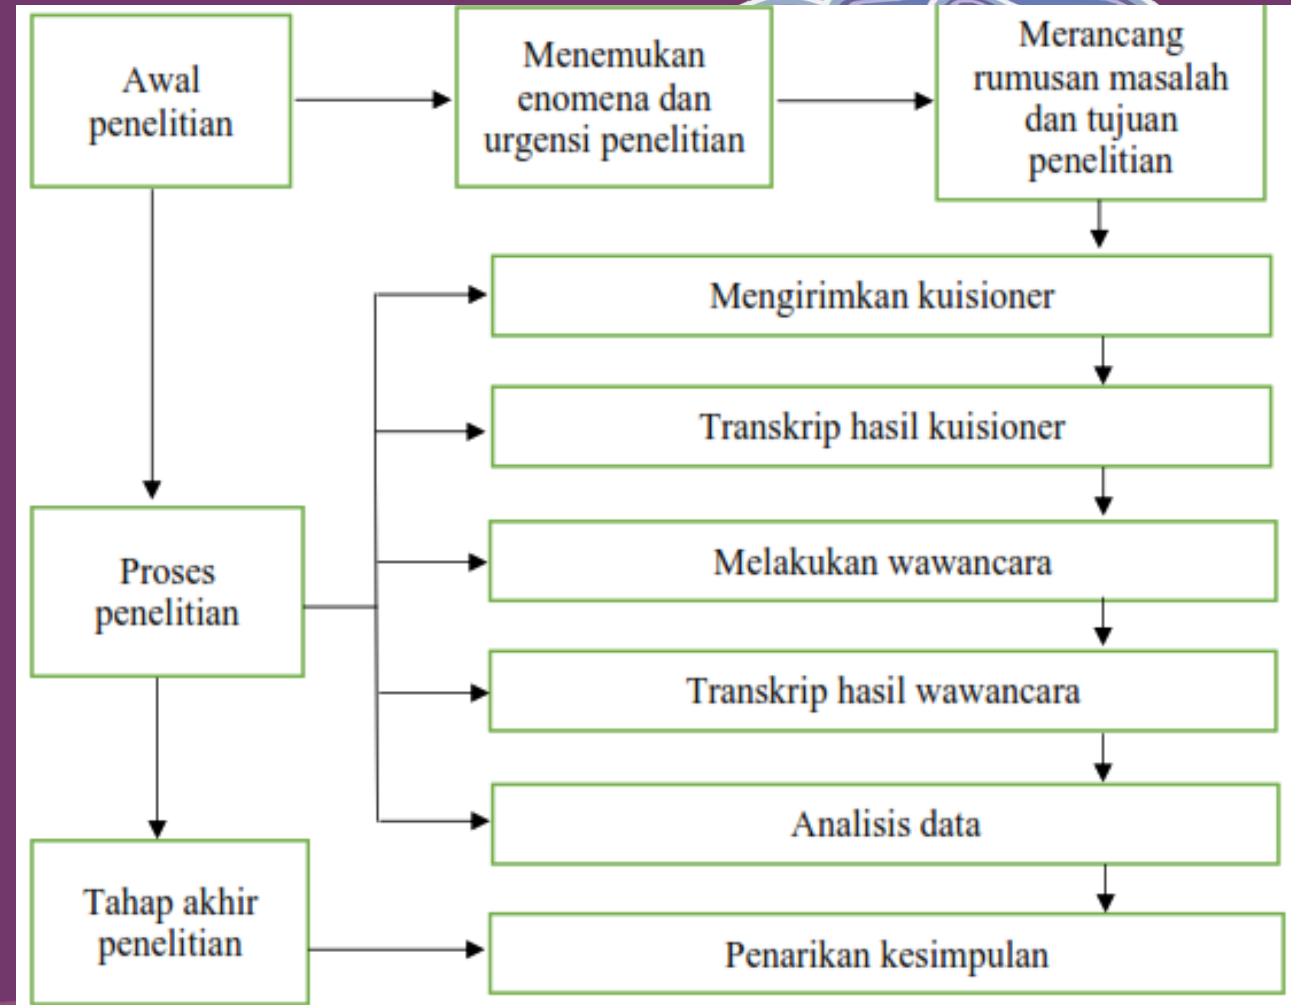 Awal
penelitian
Menemukan
enomena dan
urgensi penelitian
Merancang
rumusan masalah
dan tujuan
penelitian
Mengirimkan kuisioner
Transkrip hasil kuisioner
Proses
penelitian
Melakukan wawancara
Transkrip hasil wawancara
Analisis data
Tahap akhir
penelitian
Penarikan kesimpulan